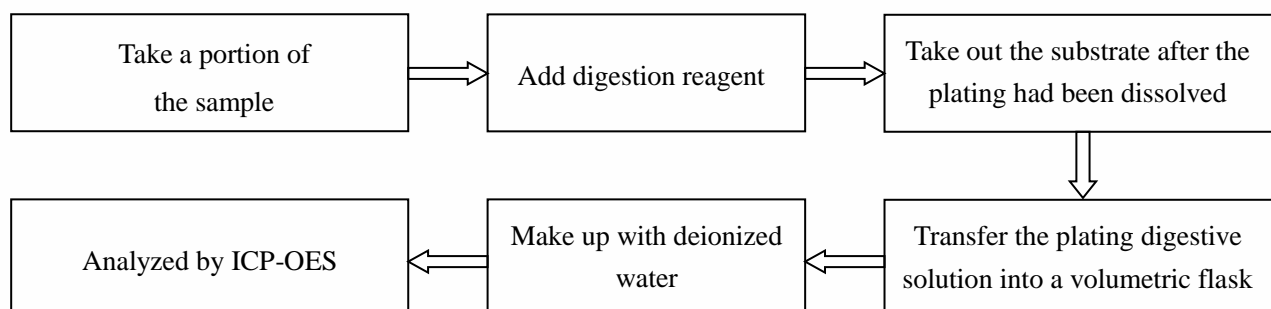 Take a portion of
the sample
Add digestion reagent
Take out the substrate after the
plating had been dissolved
Transfer the plating digestive
solution into a volumetric flask
Make up with deionized
water
Analyzed by ICP-OES